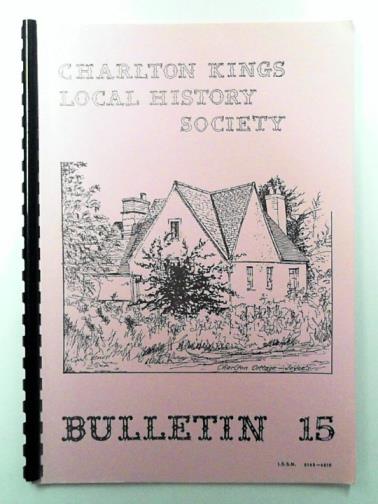 CHARLTON KINGS
LOCAL HISTORY
SOCIETY
Charlton Cottage
BULLETIN 15
I.S.S.N.